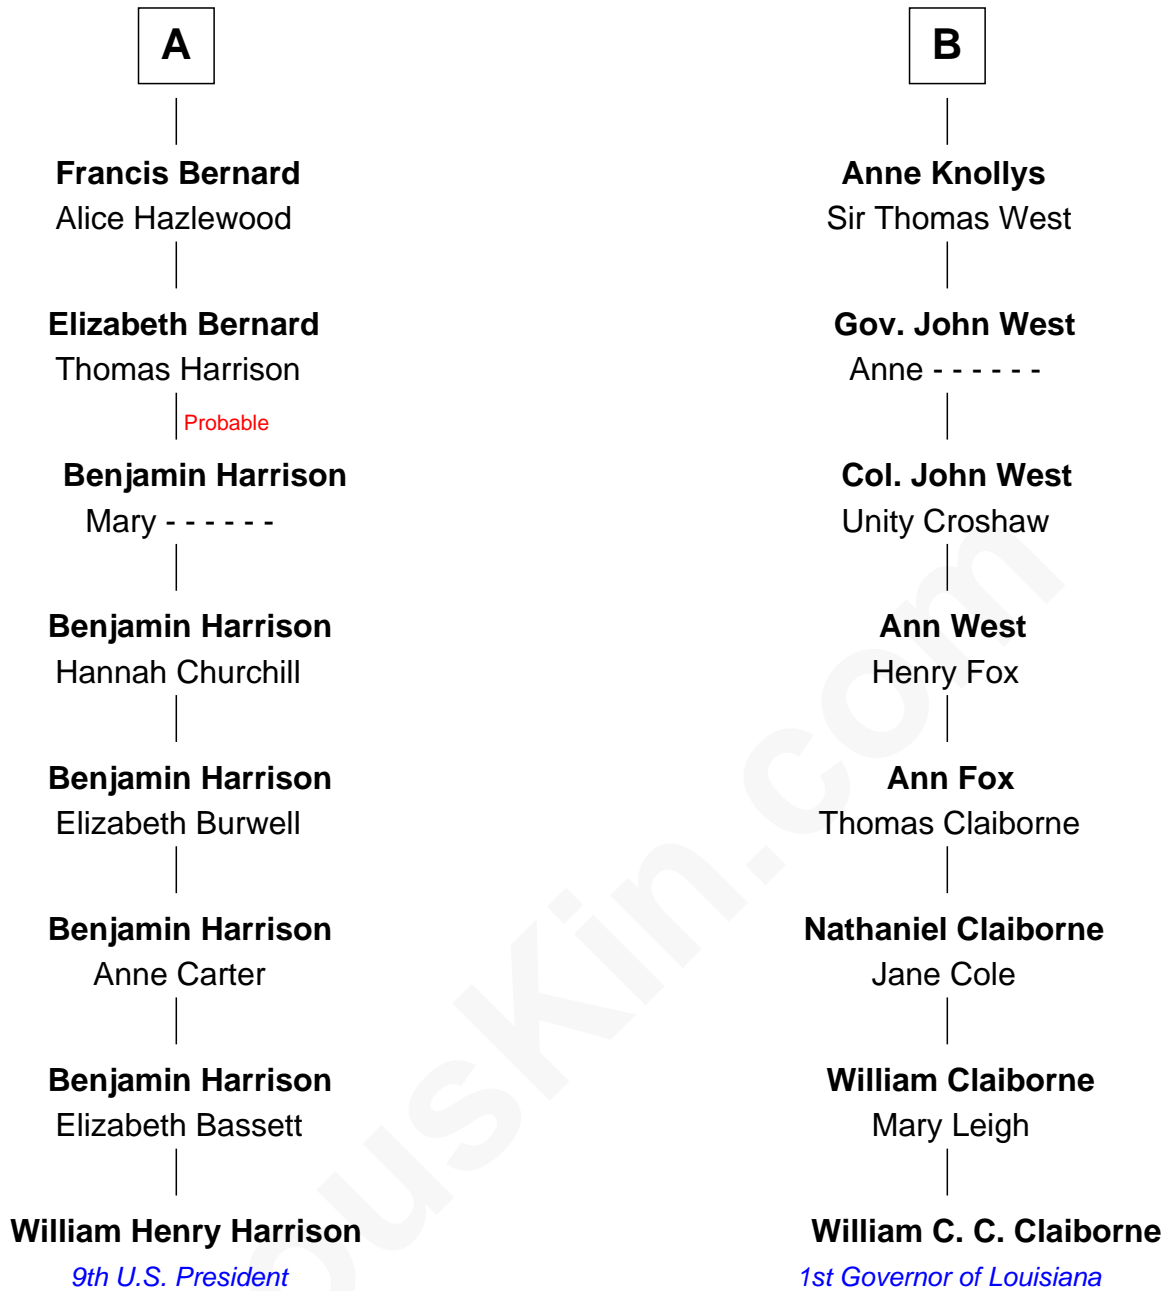 A
Francis Bernard
Alice Hazlewood
Elizabeth Bernard
Thomas Harrison
Probable
Benjamin Harrison
Mary - - - - - -
Benjamin Harrison
Hannah Churchill
Benjamin Harrison
Elizabeth Burwell
Benjamin Harrison
Anne Carter
Benjamin Harrison
Elizabeth Bassett
William Henry Harrison
9th U.S. President
B
Anne Knollys
Sir Thomas West
Gov. John West
Anne - - - - - -
Col. John West
Unity Croshaw
Ann West
Henry Fox
Ann Fox
Thomas Claiborne
Nathaniel Claiborne
Jane Cole
William Claiborne
Mary Leigh
William C. C. Claiborne
1st Governor of Louisiana
ousKin.com